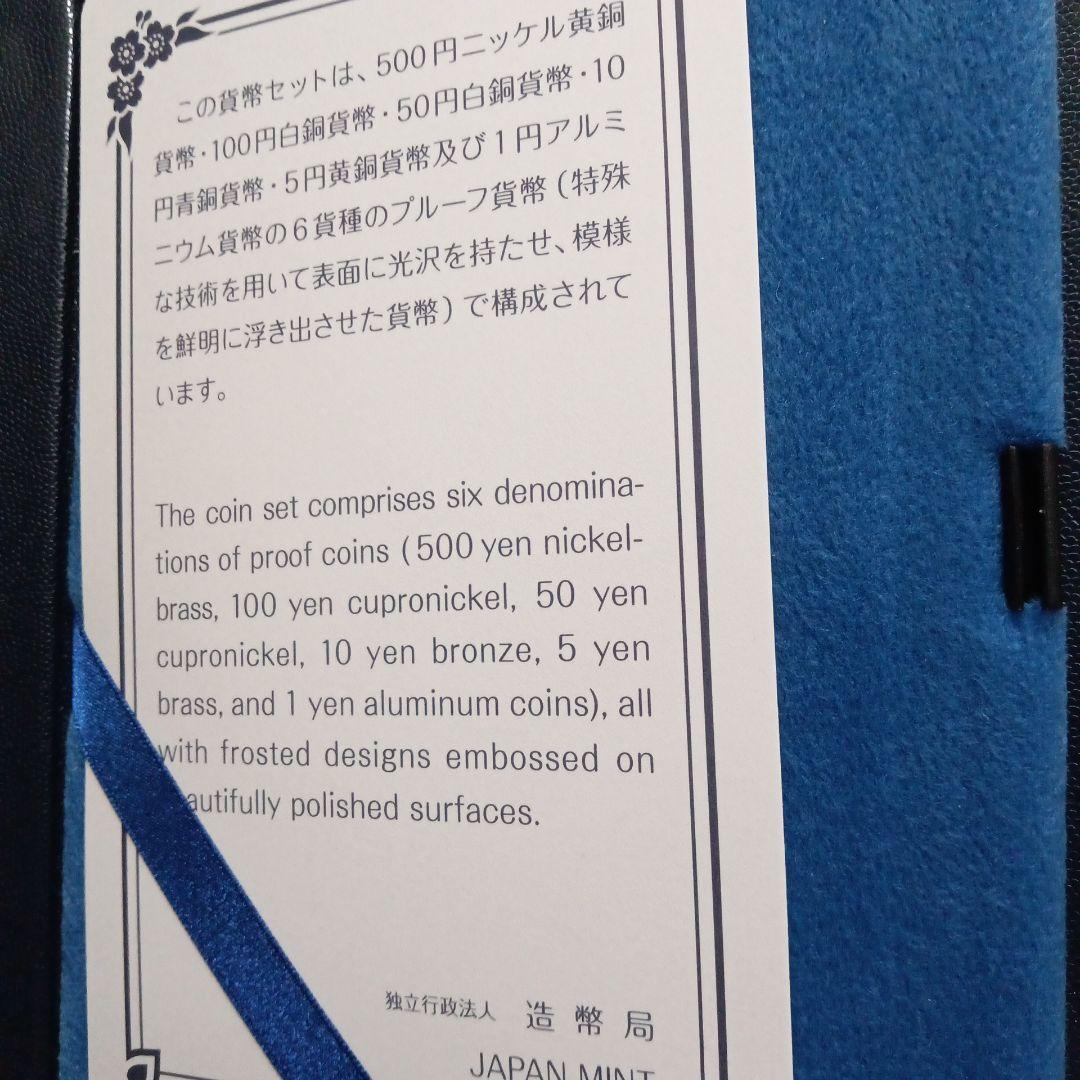 この貨幣セットは、500円ニッケル黄銅
貨幣・100円白銅貨幣・50円白銅貨幣・10
円青銅貨幣・5円黄銅貨幣及び1円アルミ
ニウム貨幣の6貨種のプルーフ貨幣(特殊
な技術を用いて表面に光沢を持たせ、模様
を鮮明に浮き出させた貨幣)で構成されて
います。
The coin set comprises six denomina-
tions of proof coins (500 yen nickel-
brass, 100 yen cupronickel, 50 yen
cupronickel, 10 yen bronze, 5 yen
brass, and 1 yen aluminum coins), all
with frosted designs embossed on
autifully polished surfaces.
独立行政法人 造幣局
JAPAN MINT